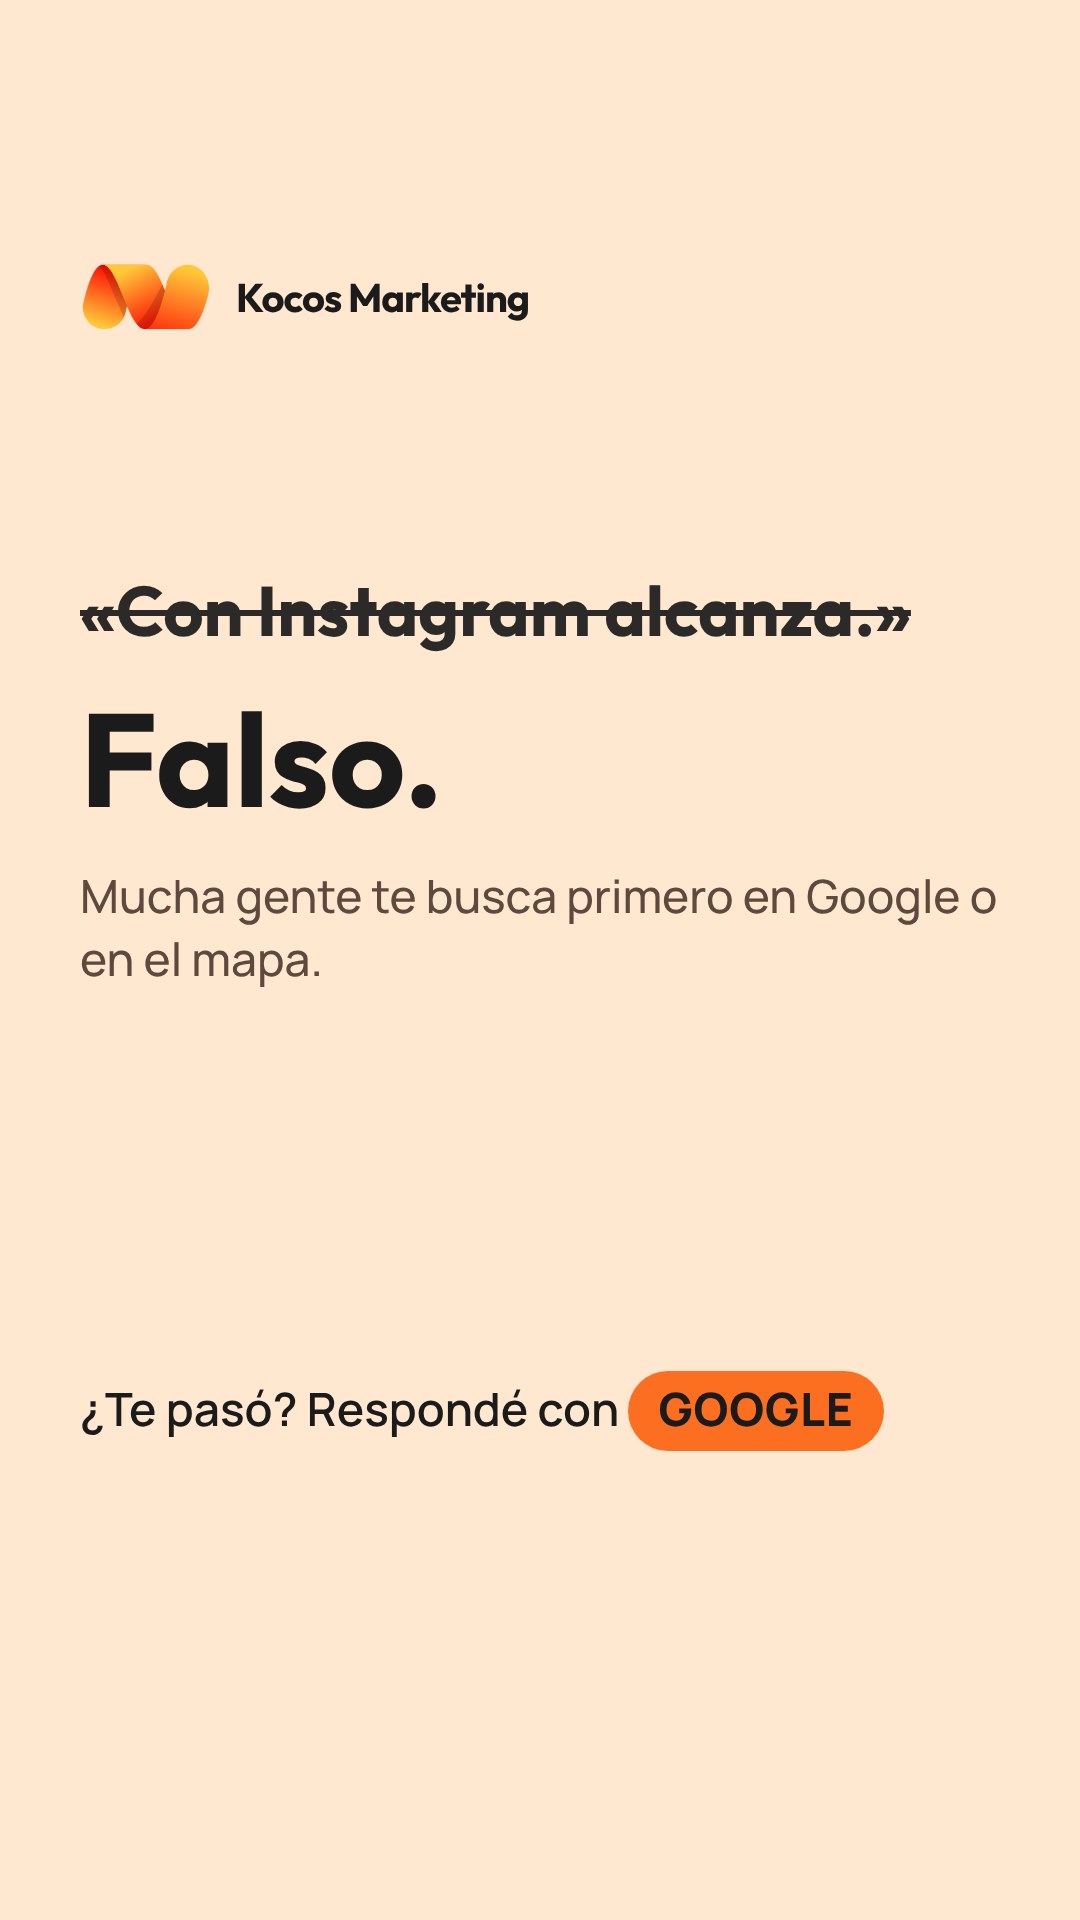 Kocos Marketing
«Con Instagram alcanza.»
Falso.
Mucha gente te busca primero en Google o
en el mapa.
¿Te pasó? Respondé con GOOGLE